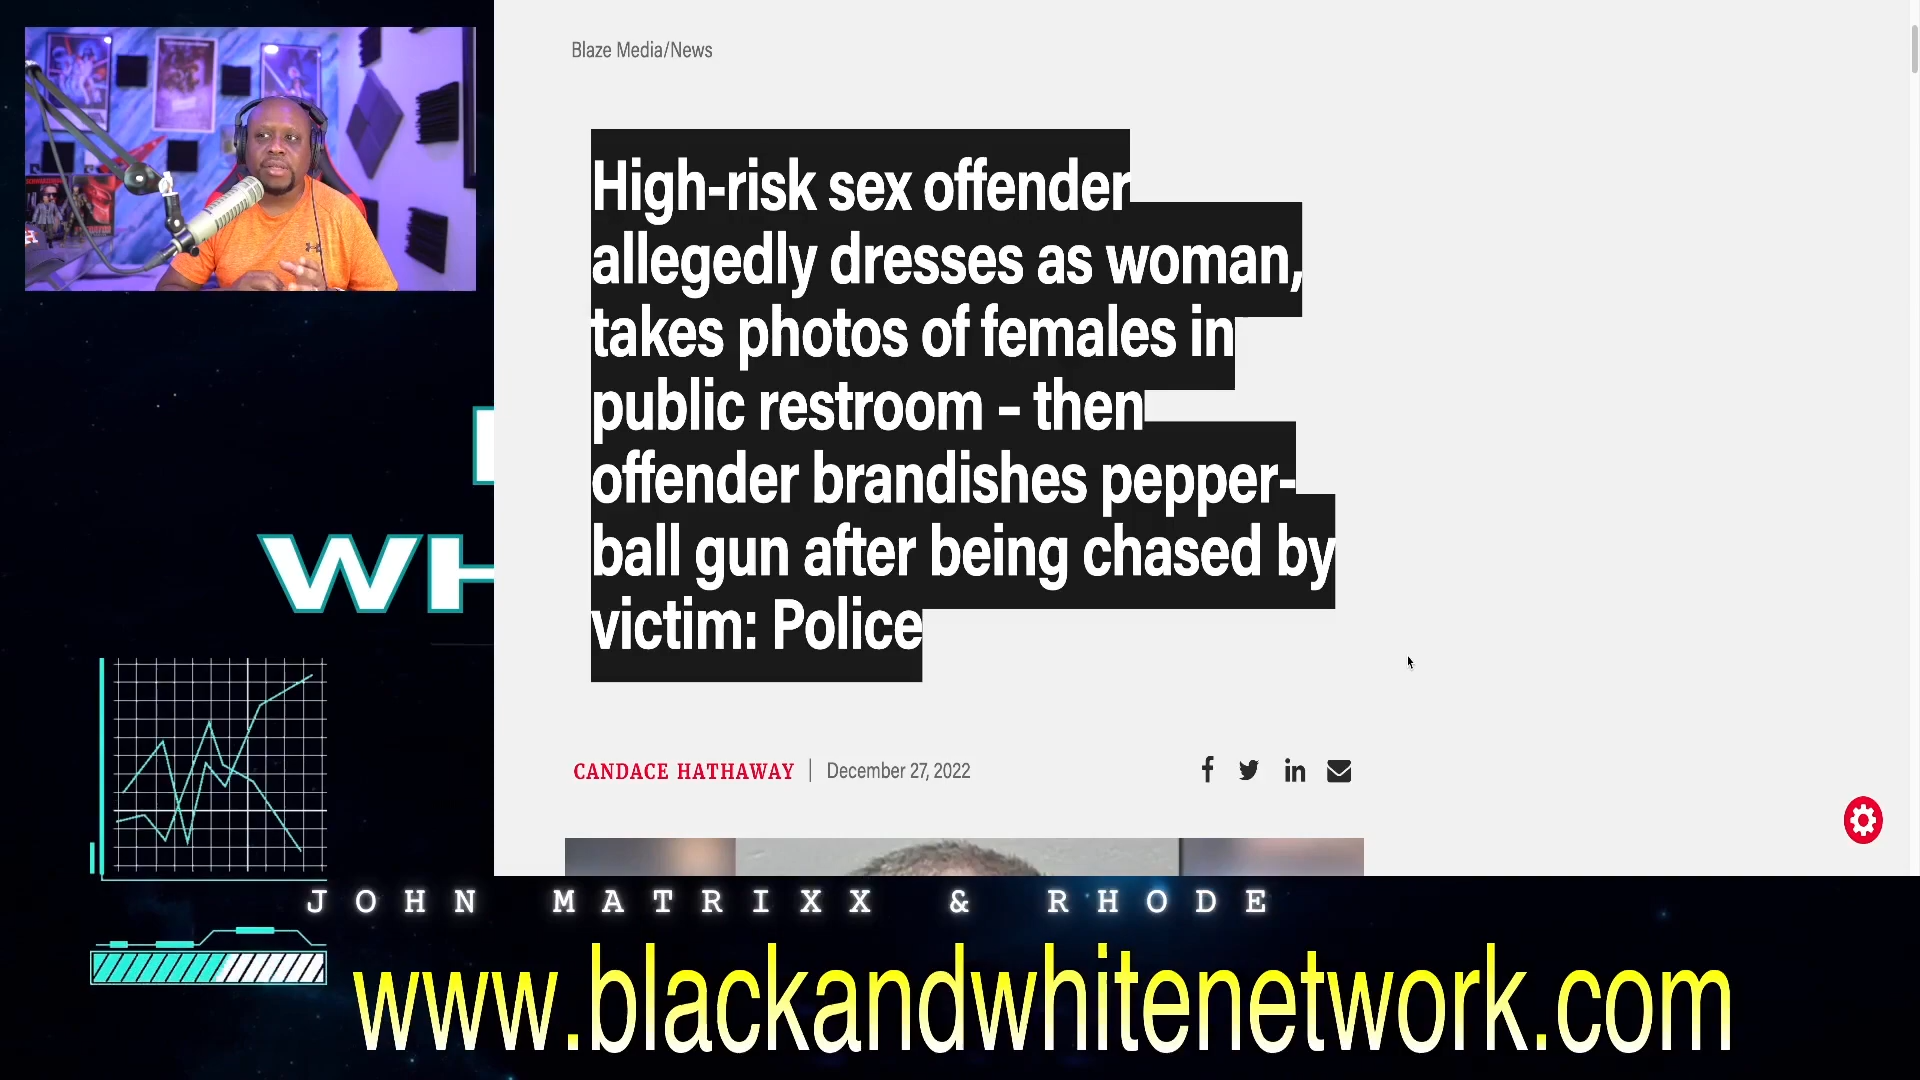 Blaze Media/News
High-risk sex offender
allegedly dresses as woman,
takes photos of females in
public restroom – then
offender brandishes pepper-
ball gun after being chased by
victim: Police
CANDACE HATHAWAY | December 27, 2022
WH
JOHN MATRIXX & RHODE
www.blackandwhitenetwork.com